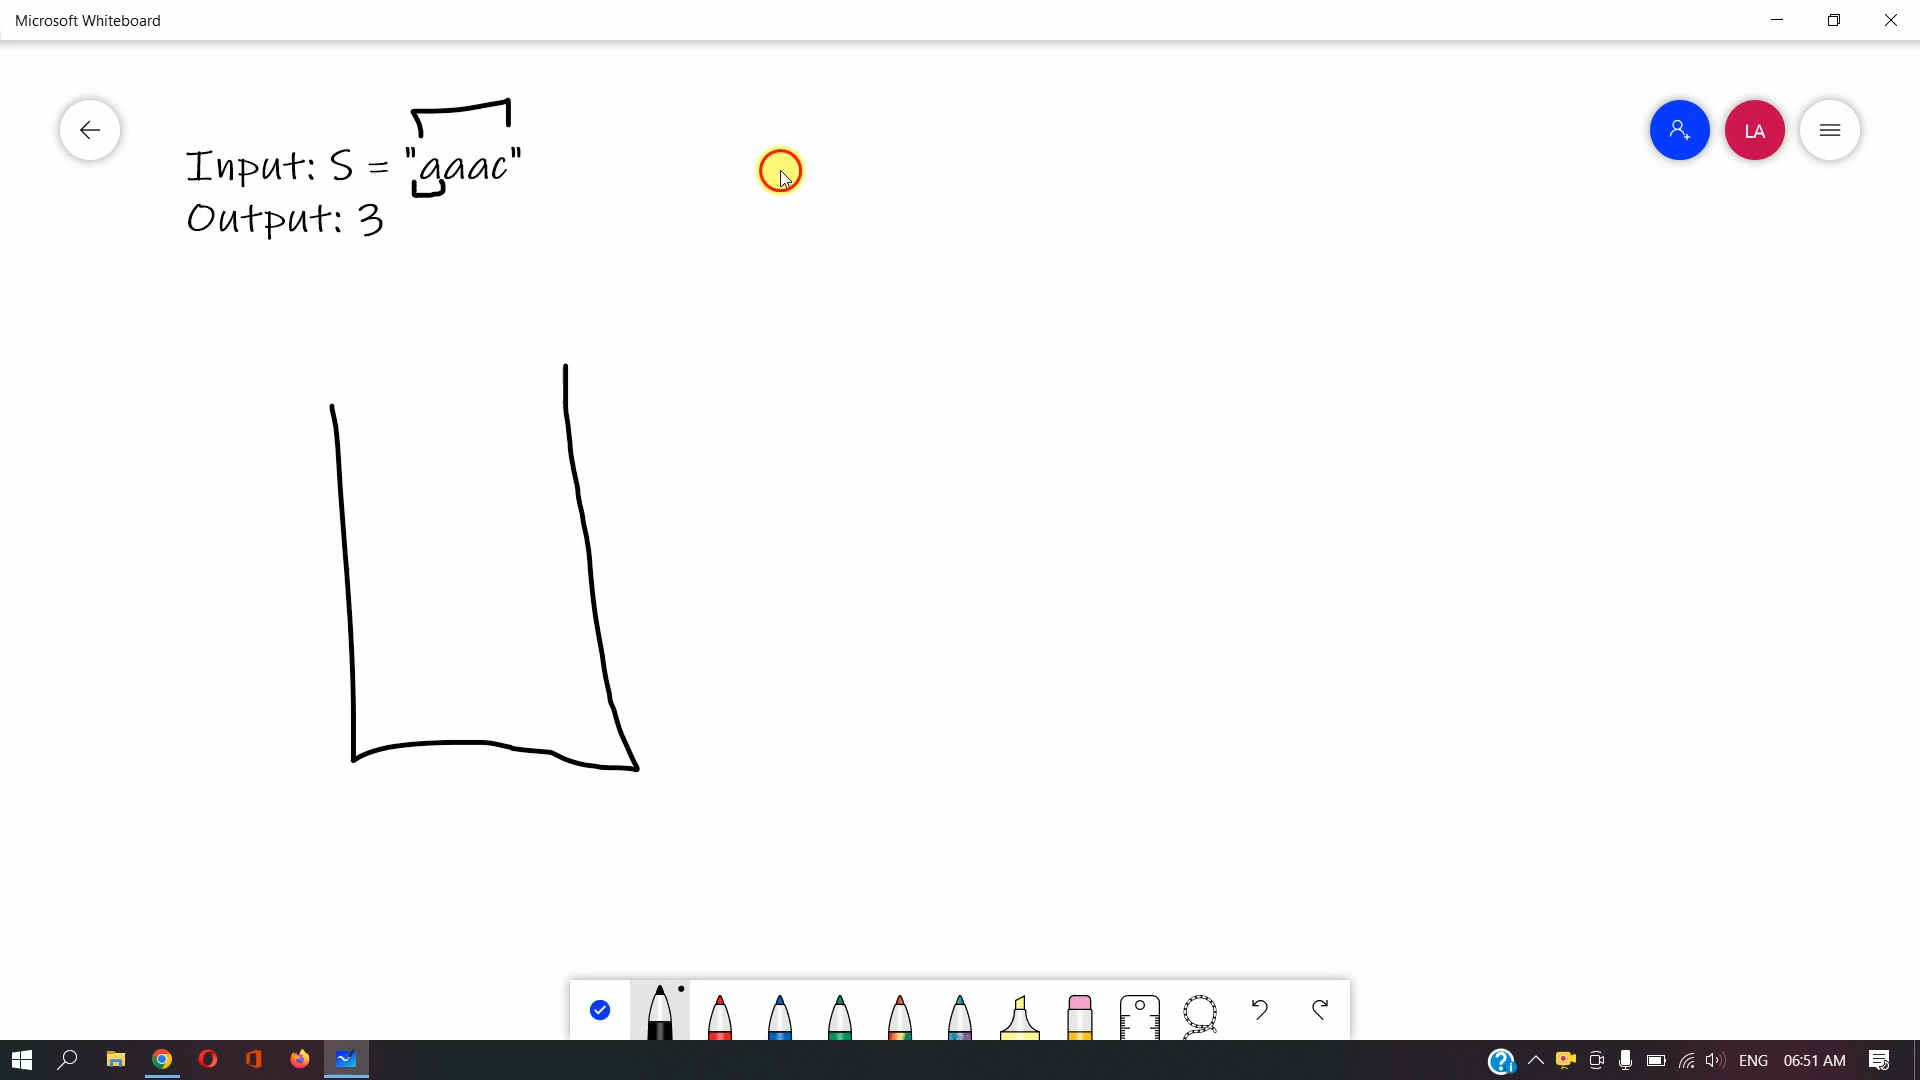 Microsoft Whiteboard
Input: S = "aaac"
Output: 3
LA
ENG
06:51 AM